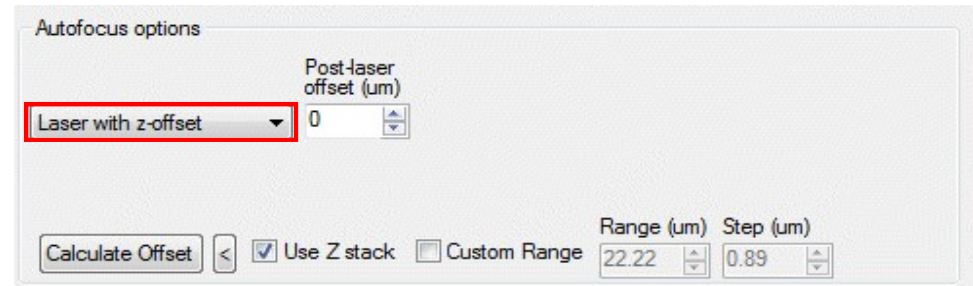 Autofocus options
Post-laser
offset (um)
Laser with z-offset
0
Range (um) Step (um)
Calculate Offset < Use Z stack Custom Range 22.22 0.89